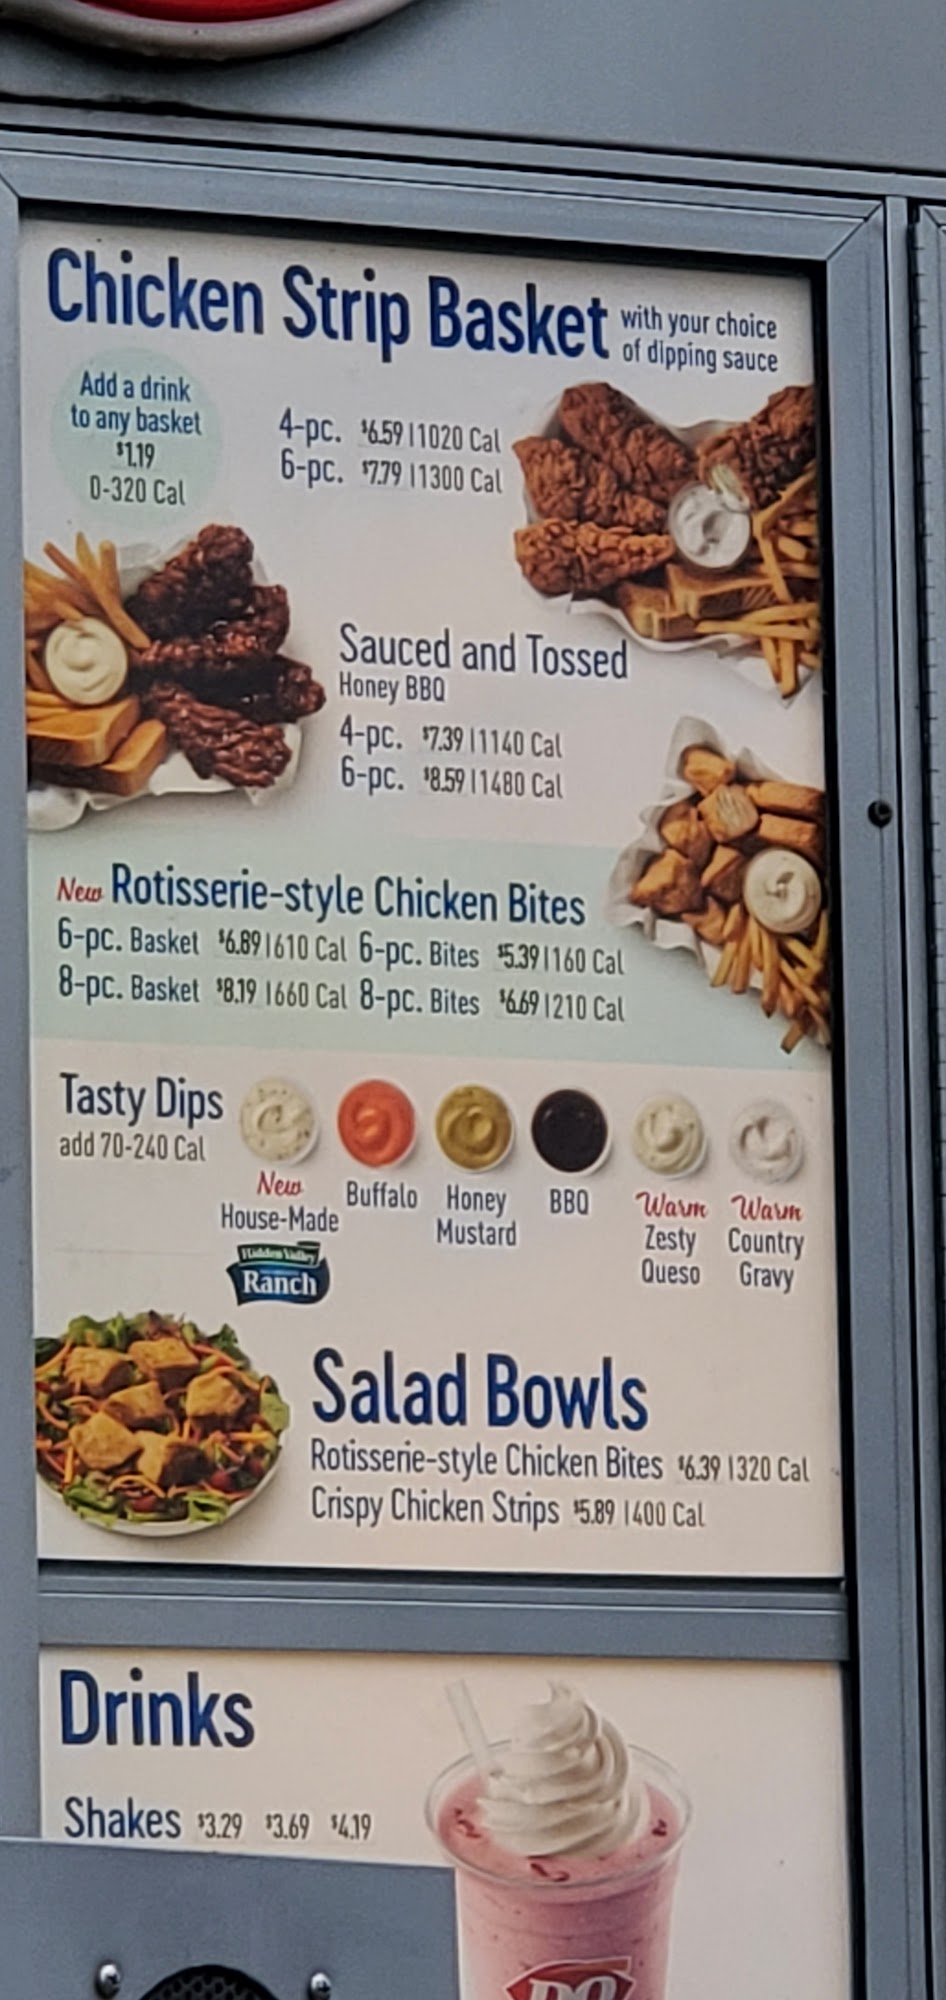 Chicken Strip Basket with your choice
of dipping sauce
Add a drink
to any basket
$1.19
0-320 Cal
4-pc. $6.59 | 1020 Cal
6-pc. $7.79 | 1300 Cal
Sauced and Tossed
Honey BBQ
4-pc. $7.39 | 1140 Cal
6-pc. $8.59 | 1480 Cal
New Rotisserie-style Chicken Bites
6-pc. Basket $6.89 | 610 Cal 6-pc. Bites $5.39 | 160 Cal
8-pc. Basket $8.19 | 660 Cal 8-pc. Bites $6.69 | 210 Cal
Tasty Dips
add 70-240 Cal
New
House-Made
Hidden Valley
Ranch
Buffalo
Honey
Mustard
BBQ
Warm
Zesty
Queso
Warm
Country
Gravy
Salad Bowls
Rotisserie-style Chicken Bites $6.39 | 320 Cal
Crispy Chicken Strips $5.89 | 400 Cal
Drinks
Shakes $3.29 $3.69 $4.19
DQ